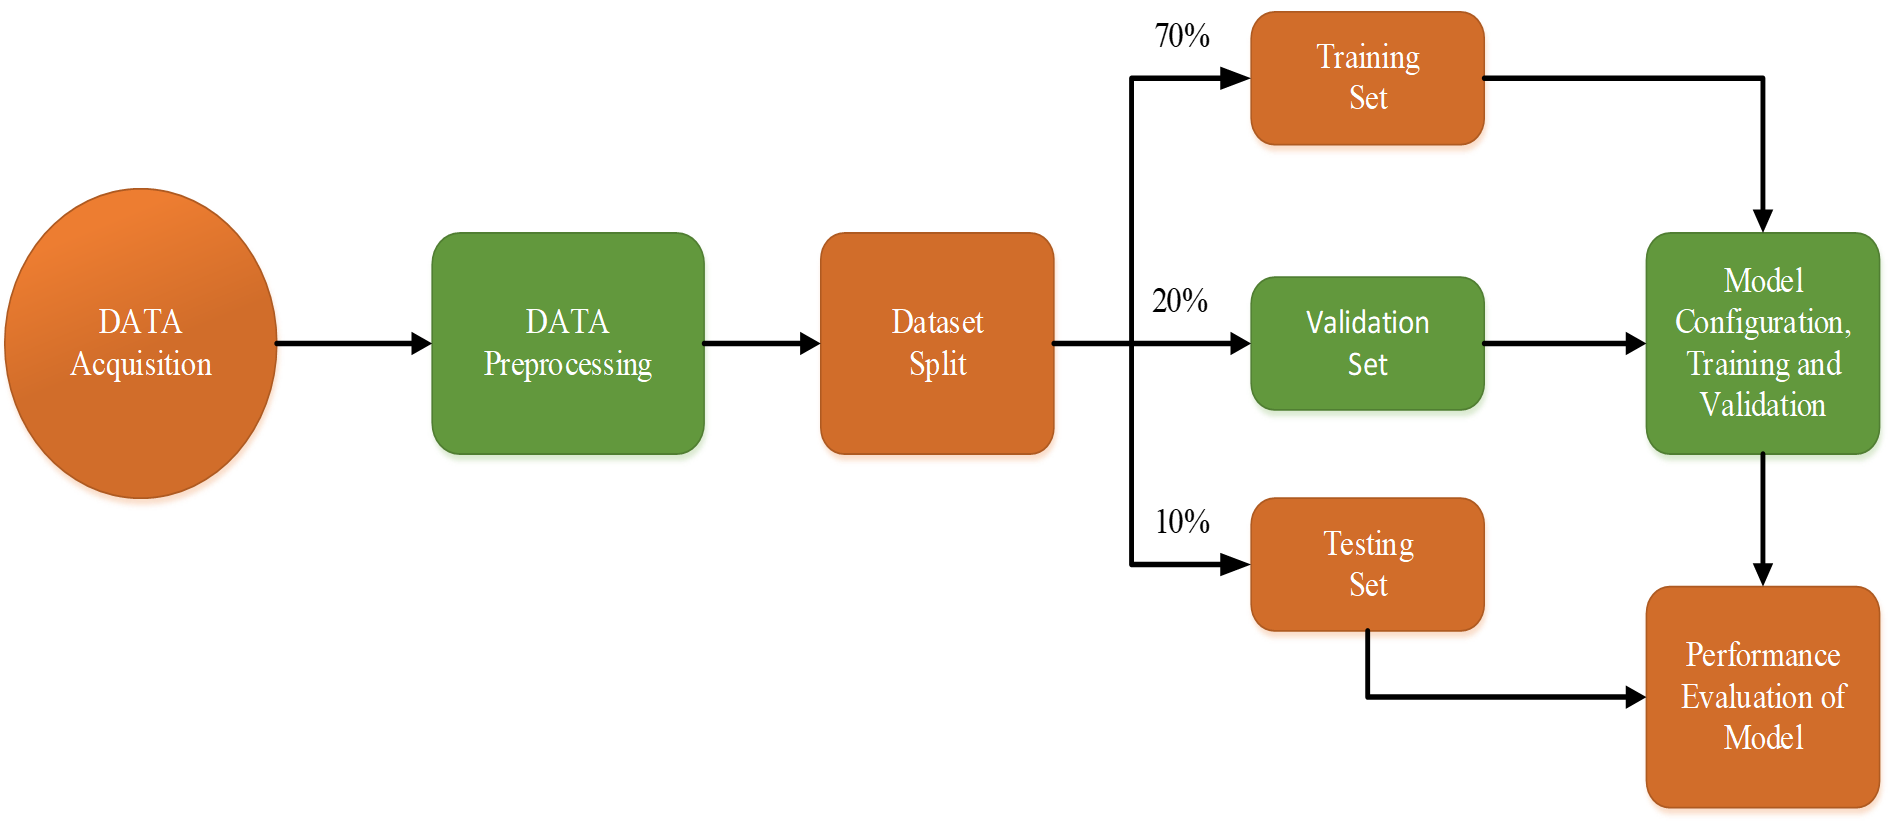 DATA
Acquisition
DATA
Preprocessing
Dataset
Split
70%
Training
Set
20%
Validation
Set
10%
Testing
Set
Model
Configuration,
Training and
Validation
Performance
Evaluation of
Model